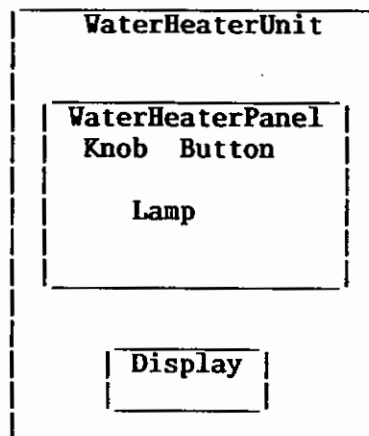 WaterHeaterUnit
WaterHeaterPanel
Knob Button
Lamp
Display